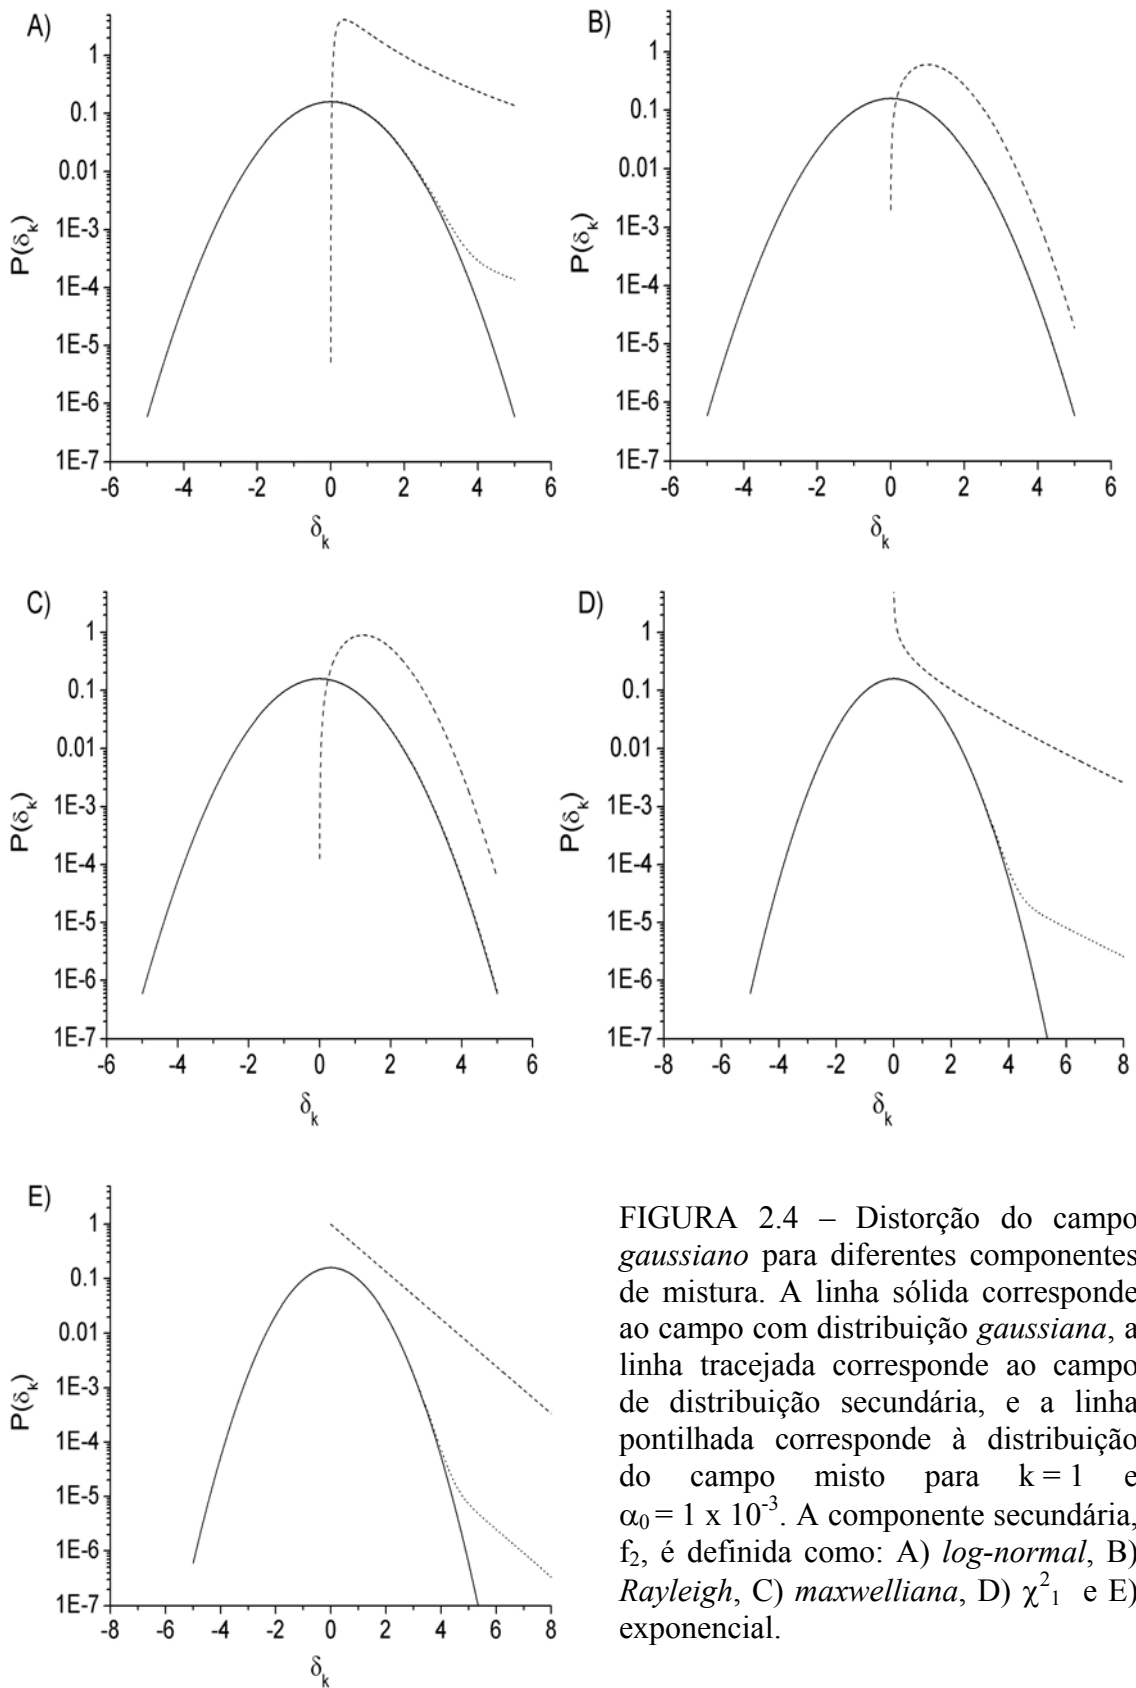 A)
1
0.1
0.01
1E-3
1E-4
1E-5
1E-6
1E-7
P(δk)
-6 -4 -2 0 2 4 6
δk
B)
1
0.1
0.01
1E-3
1E-4
1E-5
1E-6
1E-7
P(δk)
-6 -4 -2 0 2 4 6
δk
C)
1
0.1
0.01
1E-3
1E-4
1E-5
1E-6
1E-7
P(δk)
-6 -4 -2 0 2 4 6
δk
D)
1
0.1
0.01
1E-3
1E-4
1E-5
1E-6
1E-7
P(δk)
-8 -6 -4 -2 0 2 4 6 8
δk
E)
1
0.1
0.01
1E-3
1E-4
1E-5
1E-6
1E-7
P(δk)
-8 -6 -4 -2 0 2 4 6 8
δk
FIGURA 2.4 – Distorção do campo
gaussiano para diferentes componentes
de mistura. A linha sólida corresponde
ao campo com distribuição gaussiana, a
linha tracejada corresponde ao campo
de distribuição secundária, e a linha
pontilhada corresponde à distribuição
do campo misto para k = 1 e
α0 = 1 x 10-3. A componente secundária,
f2, é definida como: A) log-normal, B)
Rayleigh, C) maxwelliana, D) χ21 e E)
exponencial.